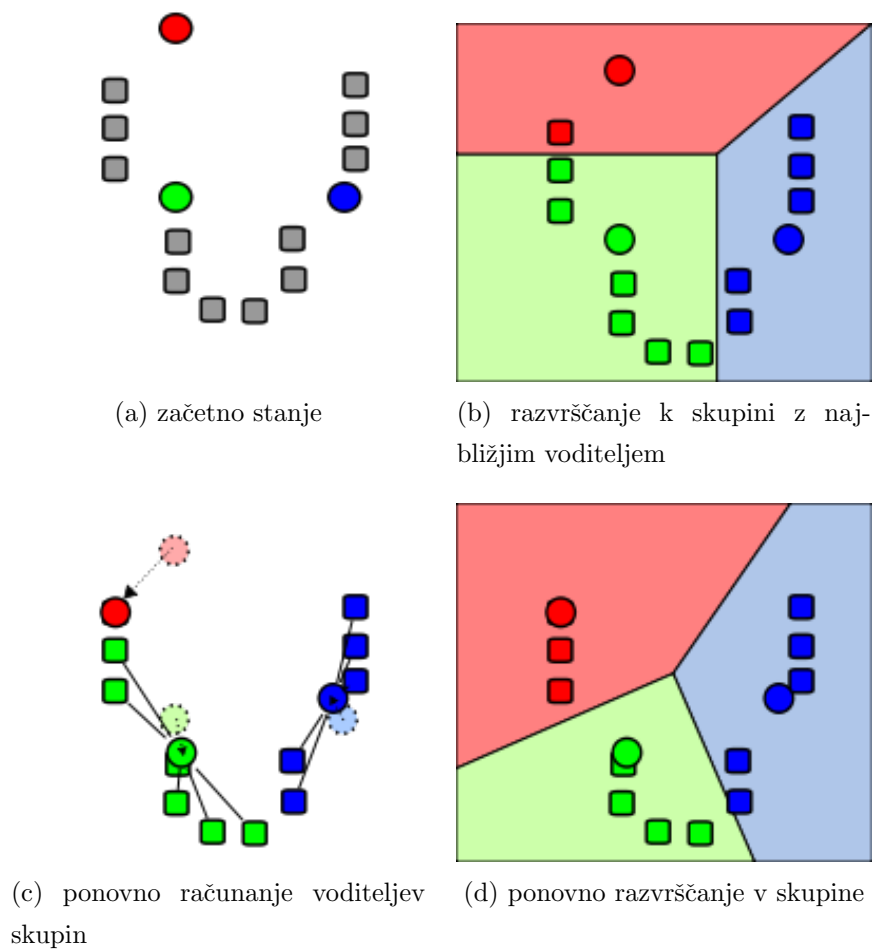 (a) začetno stanje
(b) razvrščanje k skupini z naj-
bližjim voditeljem
(c) ponovno računanje voditeljev
skupin
(d) ponovno razvrščanje v skupine